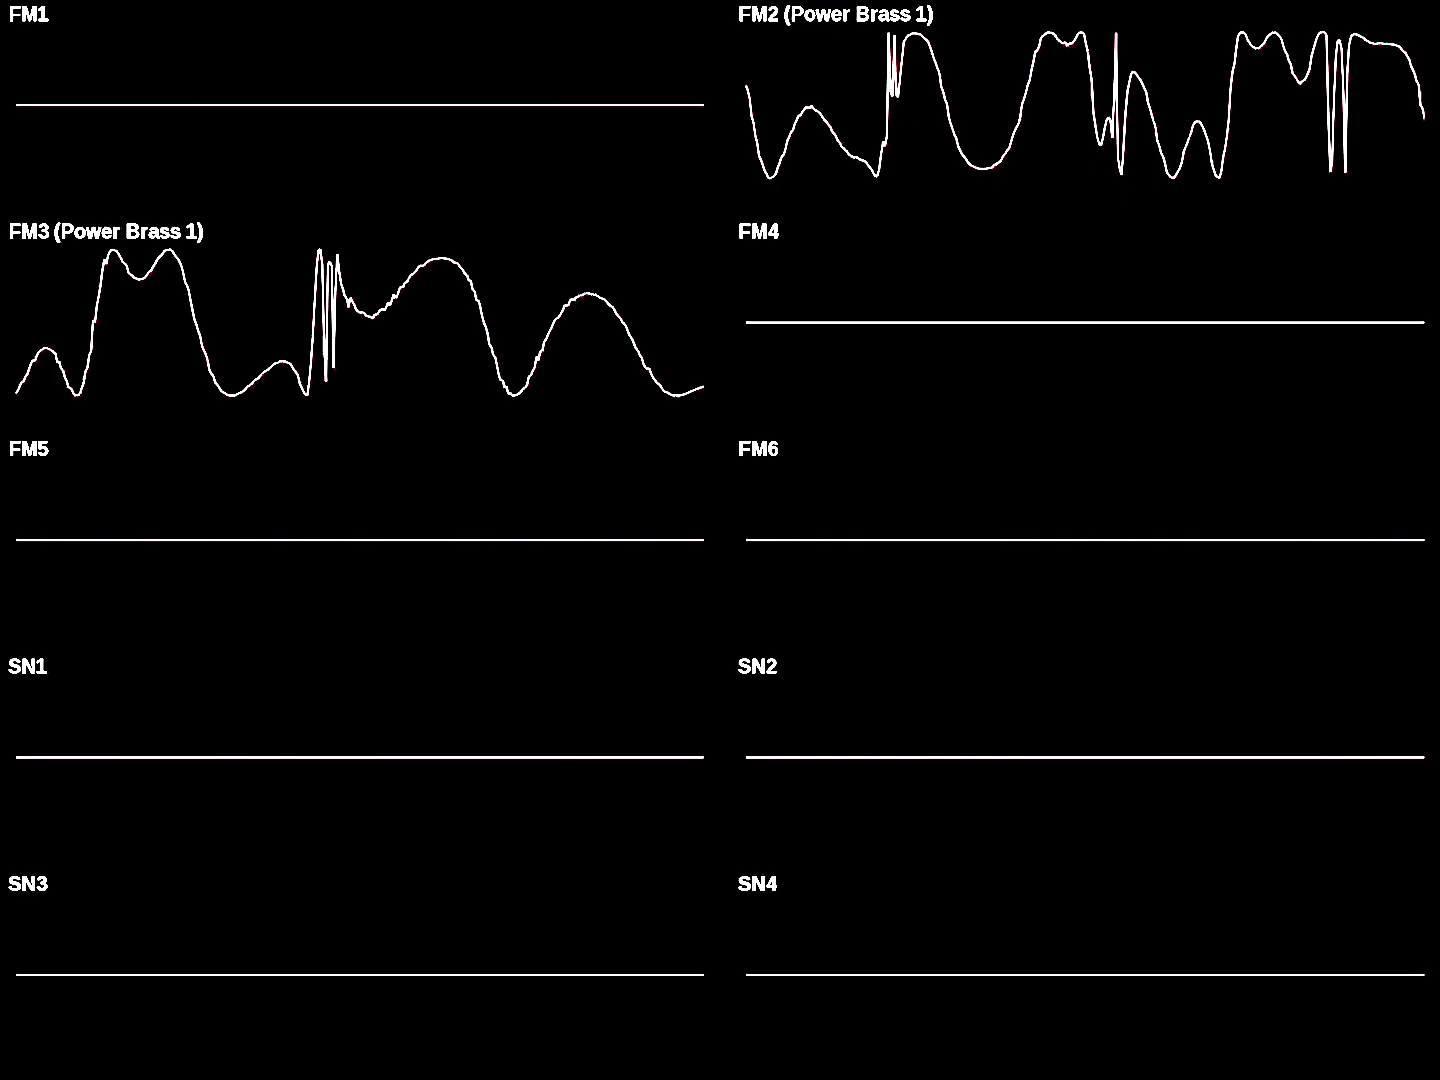 FM1
FM2 (Power Brass 1)
FM3 (Power Brass 1)
FM4
FM5
FM6
SN1
SN2
SN3
SN4